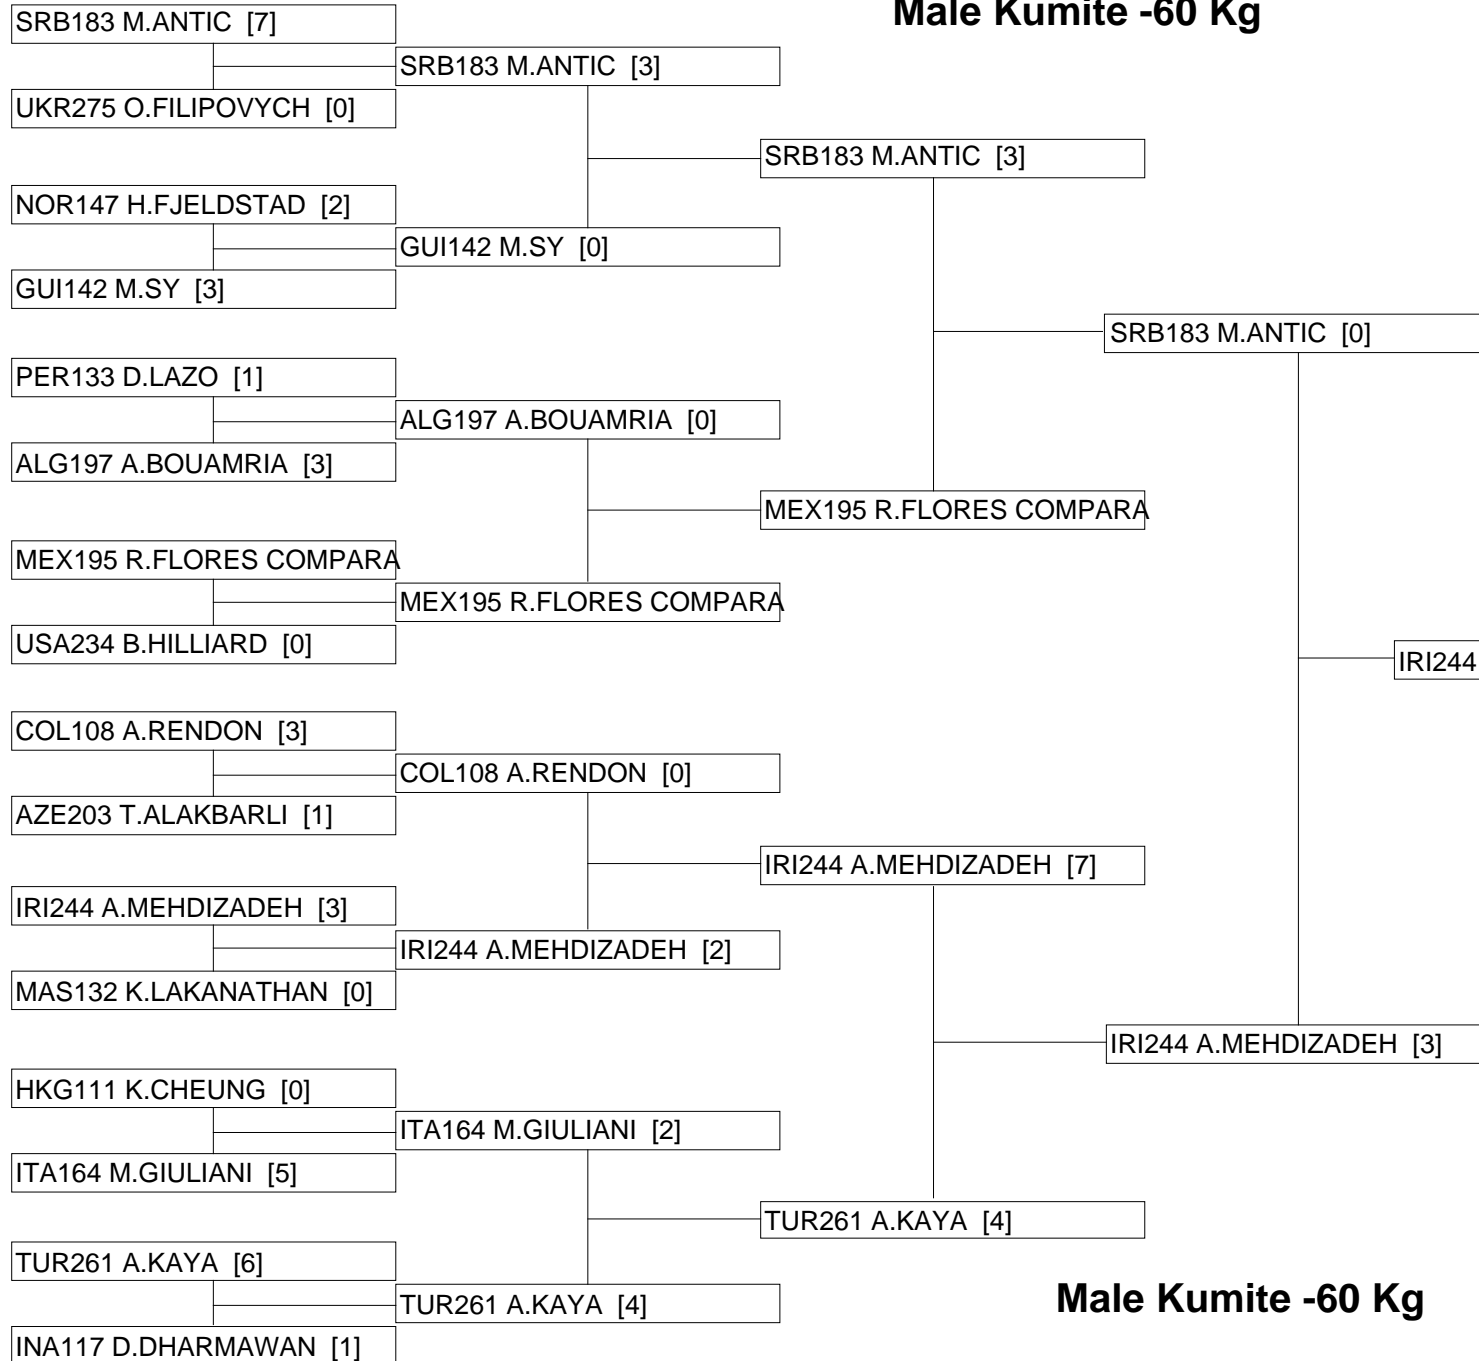 Male Kumite -60 Kg
SRB183 M.ANTIC [7]
UKR275 O.FILIPOVYCH [0]
NOR147 H.FJELDSTAD [2]
GUI142 M.SY [3]
PER133 D.LAZO [1]
ALG197 A.BOUAMRIA [3]
MEX195 R.FLORES COMPARA
USA234 B.HILLIARD [0]
COL108 A.RENDON [3]
AZE203 T.ALAKBARLI [1]
IRI244 A.MEHDIZADEH [3]
MAS132 K.LAKANATHAN [0]
HKG111 K.CHEUNG [0]
ITA164 M.GIULIANI [5]
TUR261 A.KAYA [6]
INA117 D.DHARMAWAN [1]
SRB183 M.ANTIC [3]
GUI142 M.SY [0]
ALG197 A.BOUAMRIA [0]
MEX195 R.FLORES COMPARA
COL108 A.RENDON [0]
IRI244 A.MEHDIZADEH [2]
ITA164 M.GIULIANI [2]
TUR261 A.KAYA [4]
SRB183 M.ANTIC [3]
MEX195 R.FLORES COMPARA
IRI244 A.MEHDIZADEH [7]
TUR261 A.KAYA [4]
SRB183 M.ANTIC [0]
IRI244 A.MEHDIZADEH [3]
IRI244
Male Kumite -60 Kg